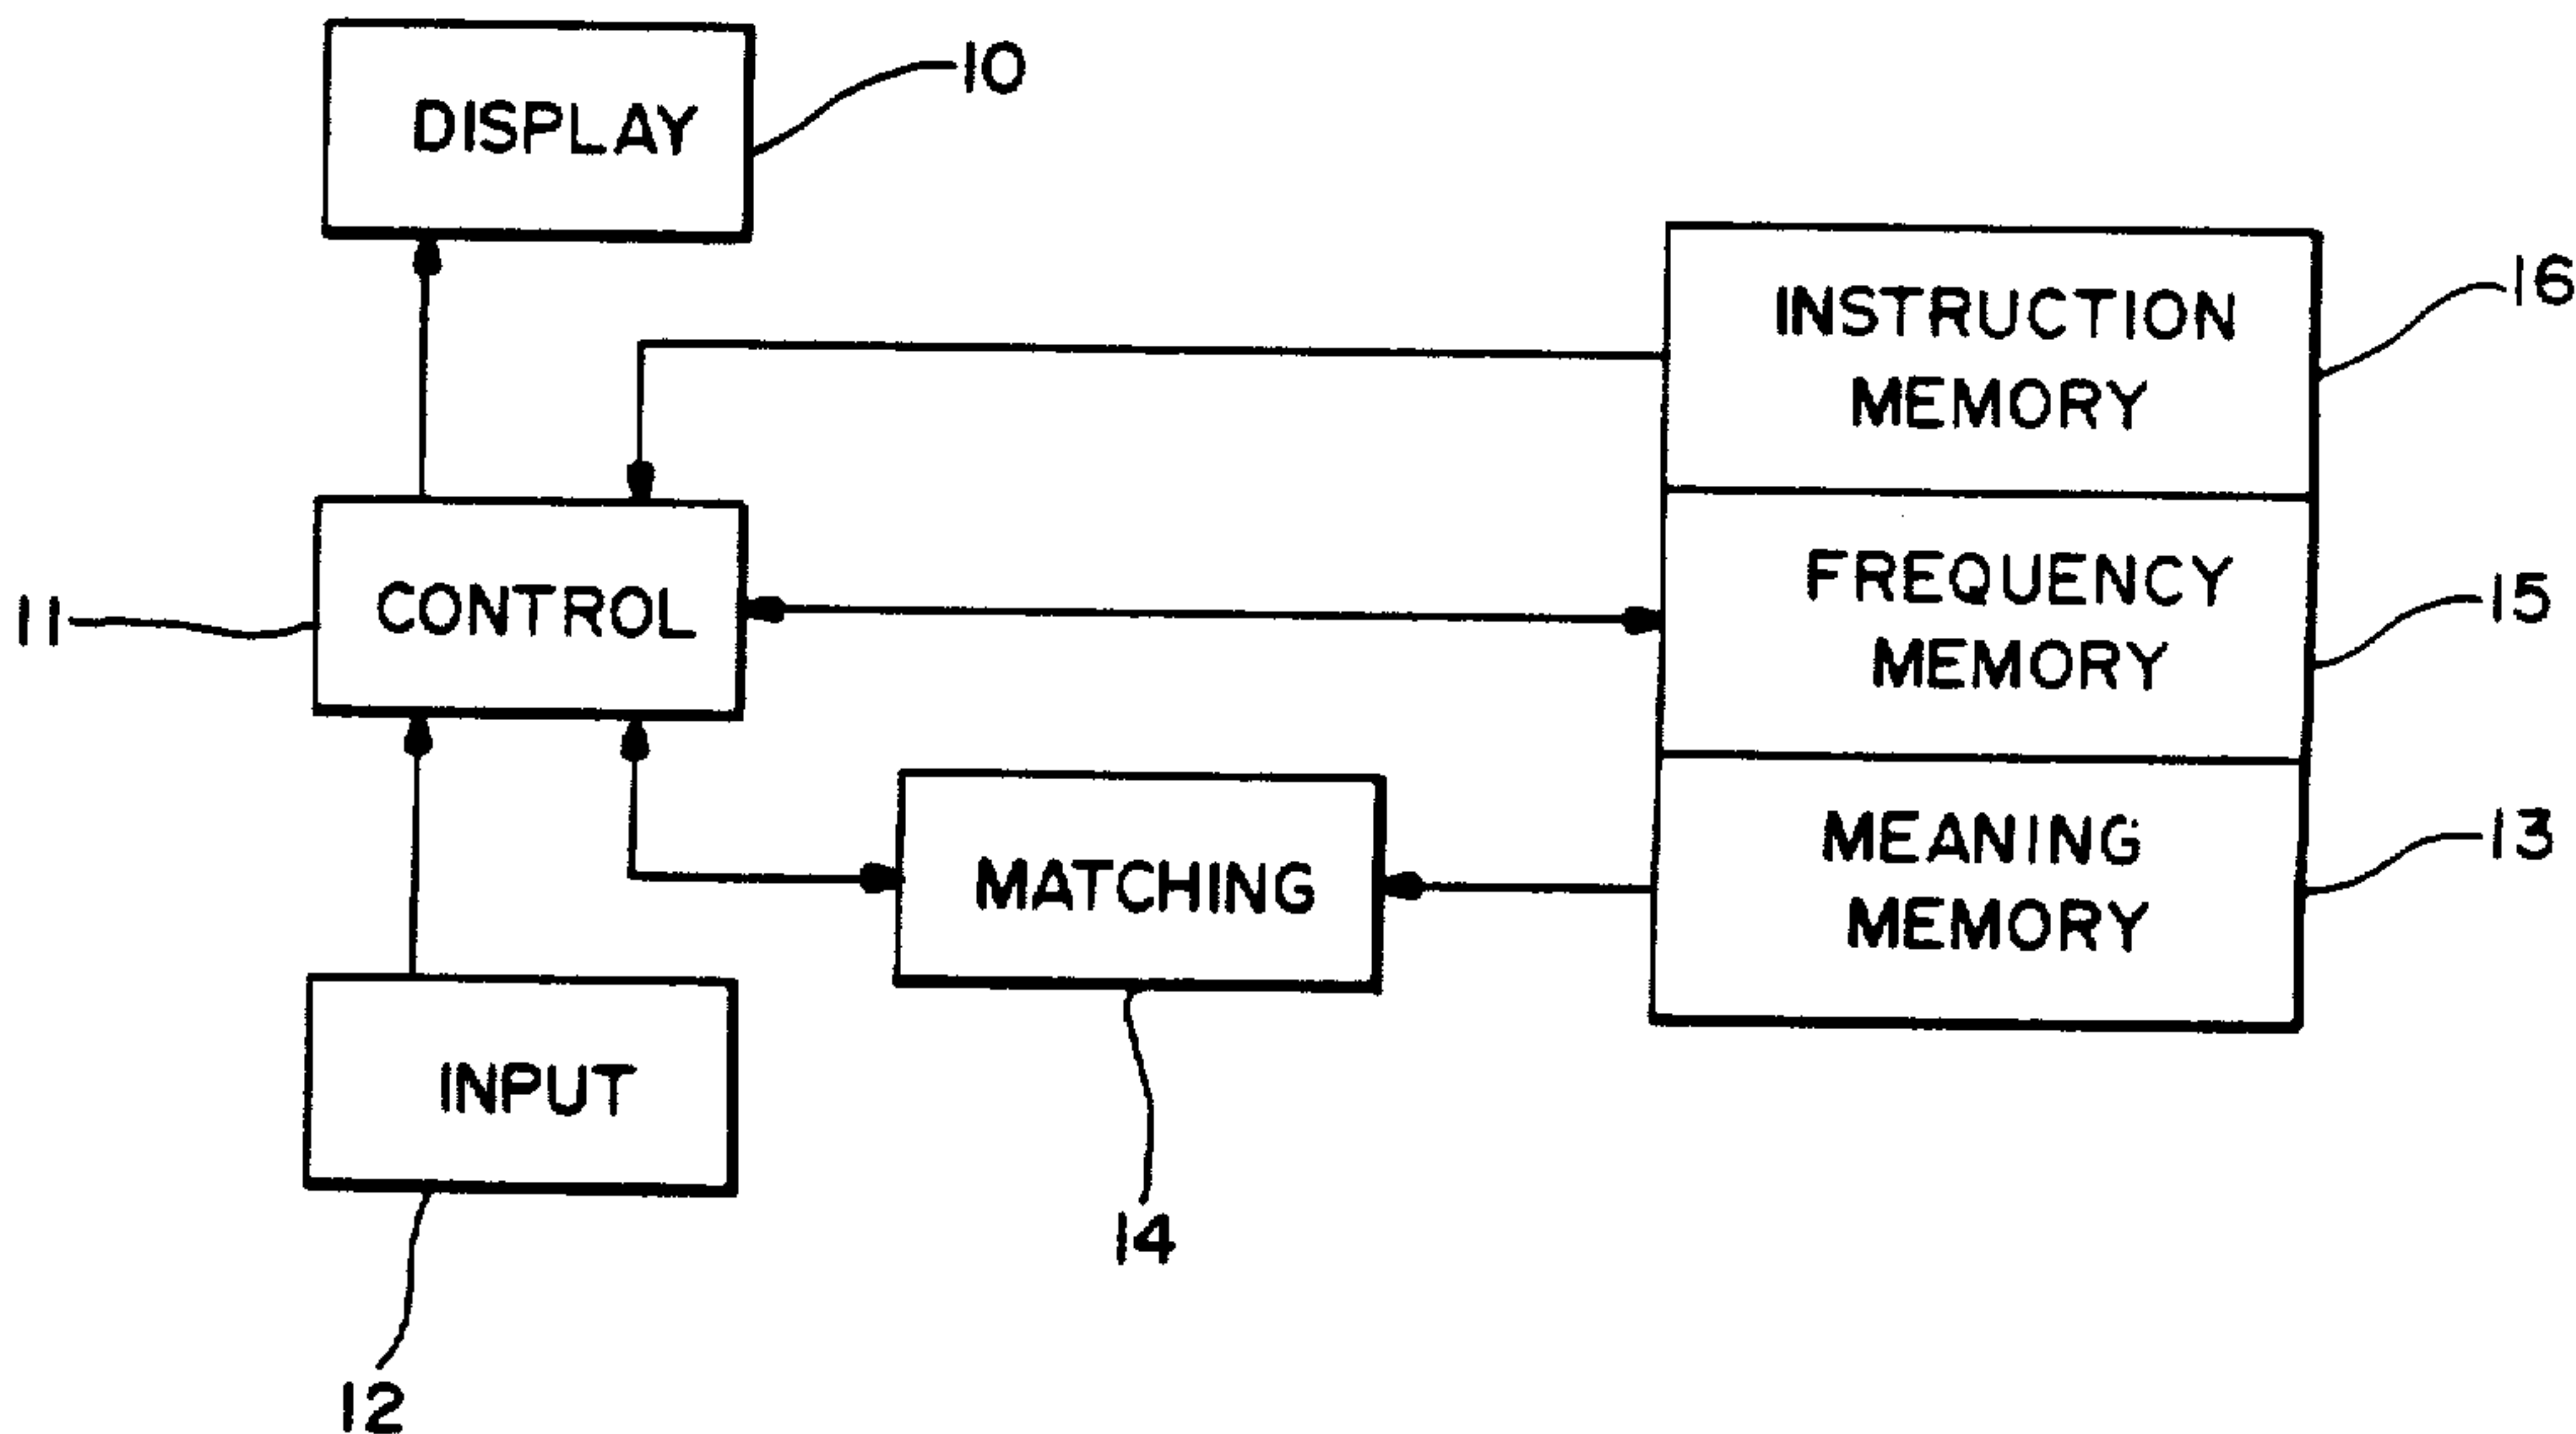 DISPLAY
10
INSTRUCTION
MEMORY
16
CONTROL
11
FREQUENCY
MEMORY
15
MATCHING
14
MEANING
MEMORY
13
INPUT
12